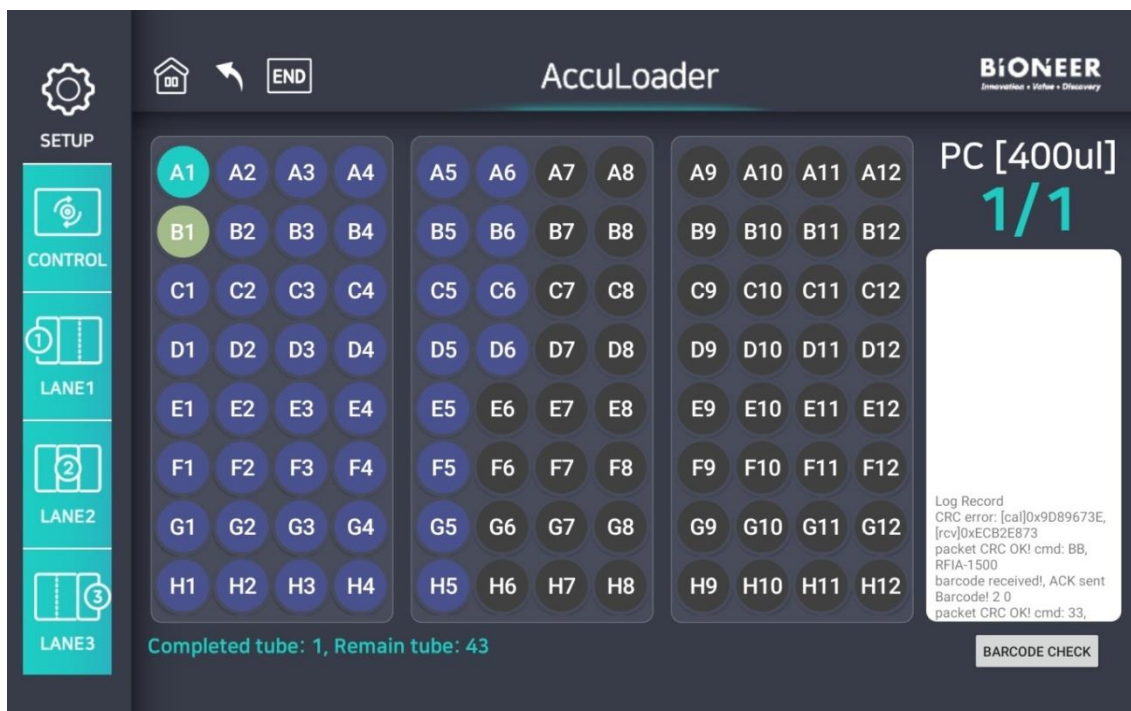 END
AccuLoader
BIONEER
Innovation • Value • Discovery
SETUP
CONTROL
1
LANE1
2
LANE2
3
LANE3
A1 A2 A3 A4 A5 A6 A7 A8 A9 A10 A11 A12
B1 B2 B3 B4 B5 B6 B7 B8 B9 B10 B11 B12
C1 C2 C3 C4 C5 C6 C7 C8 C9 C10 C11 C12
D1 D2 D3 D4 D5 D6 D7 D8 D9 D10 D11 D12
E1 E2 E3 E4 E5 E6 E7 E8 E9 E10 E11 E12
F1 F2 F3 F4 F5 F6 F7 F8 F9 F10 F11 F12
G1 G2 G3 G4 G5 G6 G7 G8 G9 G10 G11 G12
H1 H2 H3 H4 H5 H6 H7 H8 H9 H10 H11 H12
Completed tube: 1, Remain tube: 43
PC [400ul]
1/1
Log Record
CRC error: [cal]0x9D89673E,
[rcv]0xECB2E873
packet CRC OK! cmd: BB,
RFIA-1500
barcode received!, ACK sent
Barcode! 2 0
packet CRC OK! cmd: 33,
BARCODE CHECK